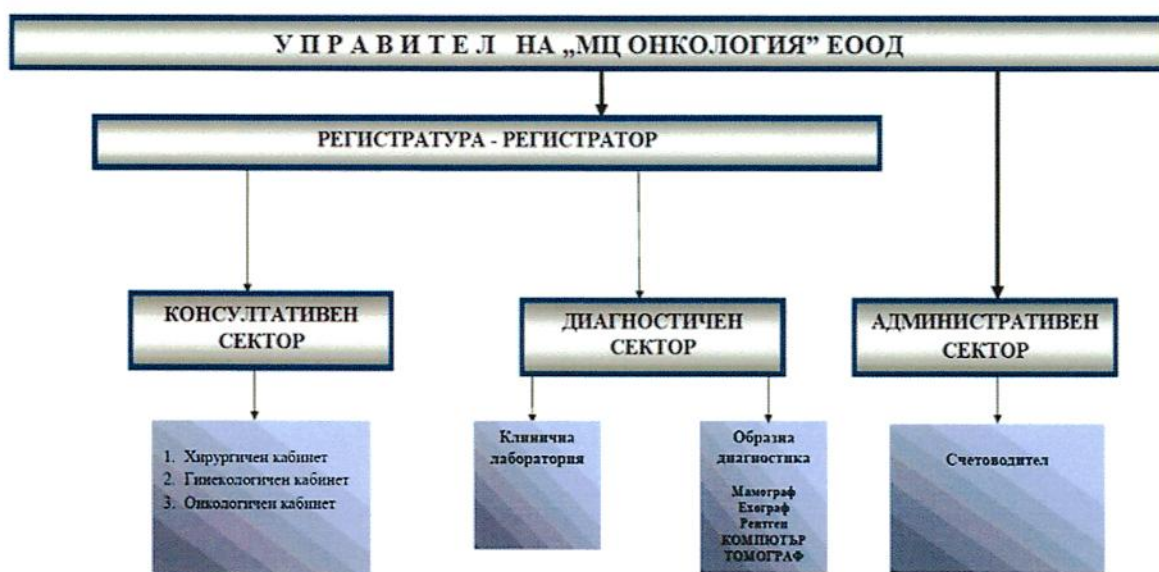 У П Р А В И Т Е Л НА „МЦ ОНКОЛОГИЯ” ЕООД
РЕГИСТРАТУРА - РЕГИСТРАТОР
КОНСУЛТАТИВЕН
СЕКТОР
ДИАГНОСТИЧЕН
СЕКТОР
АДМИНИСТРАТИВЕН
СЕКТОР
1. Хирургичен кабинет
2. Гинекологичен кабинет
3. Онкологичен кабинет
Клинична
лаборатория
Образна
диагностика
Мамограф
Ехограф
Рентген
КОМПЮТЪР
ТОМОГРАФ
Счетоводител